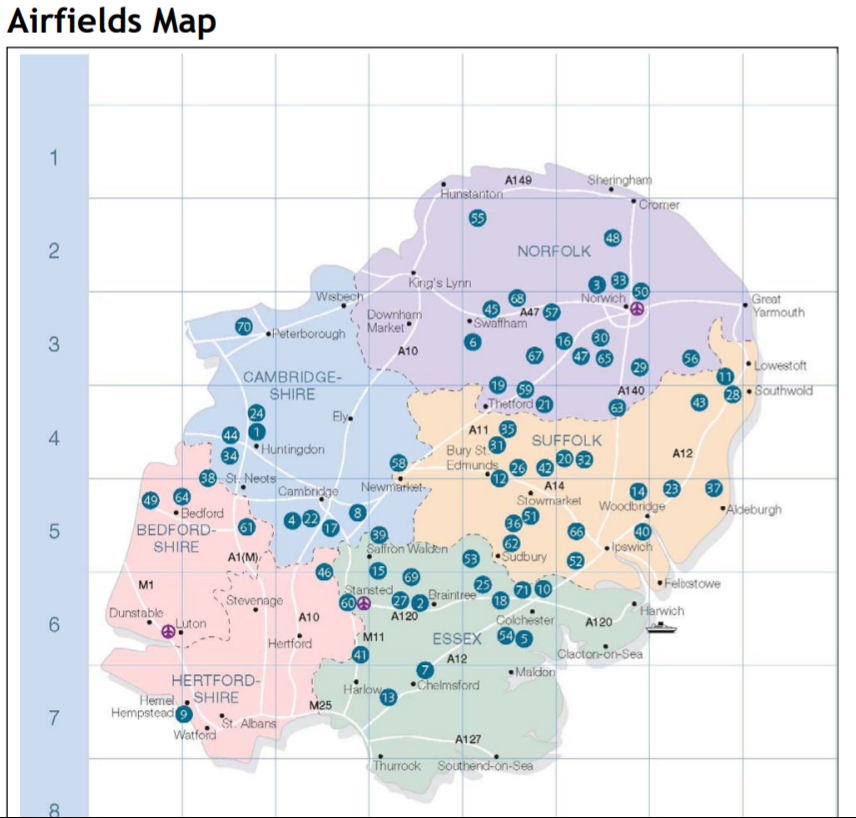 Airfields Map
1
A149
Sheringham
Hunstanton
Cromer
55
2
48
NORFOLK
King's Lynn
3
33
50
Wisbech
68
Norwich
Great
Yarmouth
45
A47
57
Downham
Market
Swaffham
70
Peterborough
3
6
16
30
A10
67
47
65
56
29
Lowestoft
11
CAMBRIDGE-
SHIRE
19
59
A140
28
Southwold
Thetford
21
63
43
24
Ely
44
1
4
A11
35
SUFFOLK
34
Huntingdon
Bury St.
Edmunds
31
A12
58
26
42
20
32
38
St. Neots
Newmarket
12
A14
49
64
Cambridge
Stowmarket
14
23
37
Woodbridge
Bedford
4
22
17
8
36
51
Aldeburgh
5
BEDFORD-
SHIRE
61
39
66
40
62
A1(M)
Saffron Walden
53
Sudbury
Ipswich
52
M1
46
15
69
Felixstowe
Stansted
25
71
10
Dunstable
Stevenage
60
27
2
Braintree
18
Harwich
A10
A120
Colchester
A120
6
Luton
M11
ESSEX
54
5
Hertford
Clacton-on-Sea
41
A12
7
Maldon
HERTFORD-
SHIRE
Harlow
Chelmsford
Hemel
Hempstead
9
13
M25
7
St. Albans
Watford
A127
Thurrock
Southend-on-Sea
8